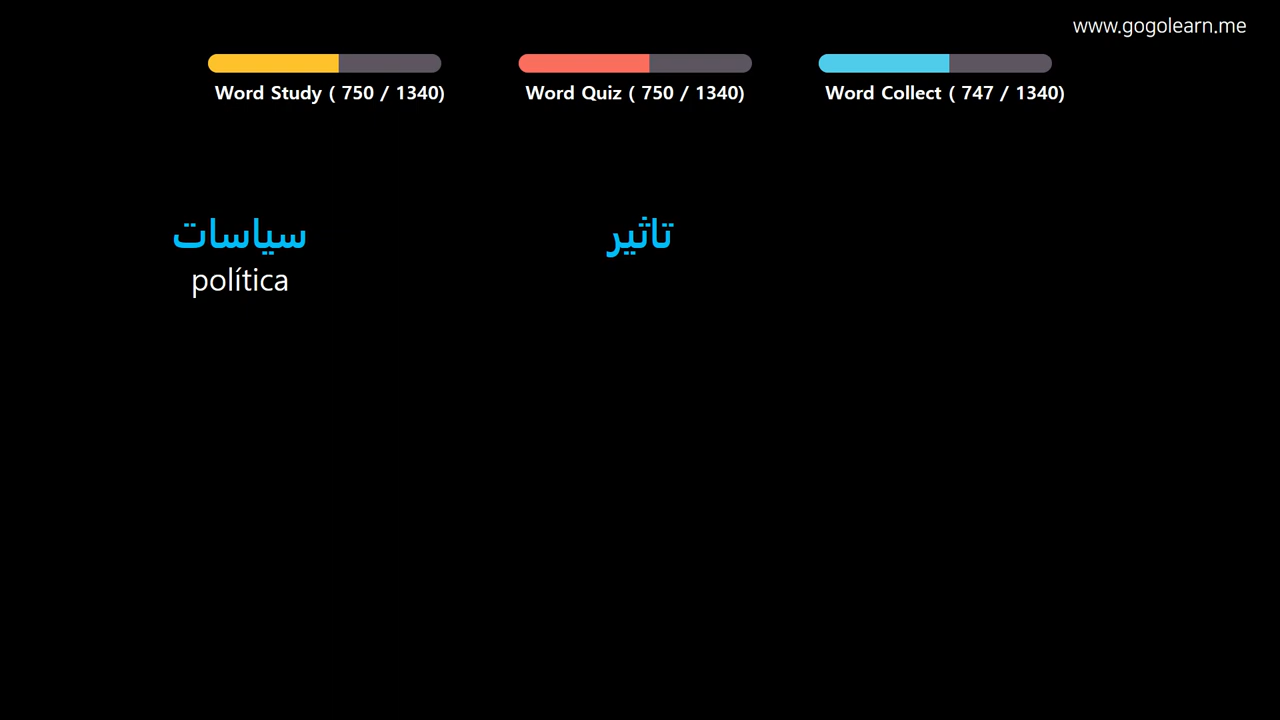 www.gogolearn.me
Word Study ( 750 / 1340)
Word Quiz ( 750 / 1340)
Word Collect ( 747 / 1340)
سیاسات
política
تاثیر